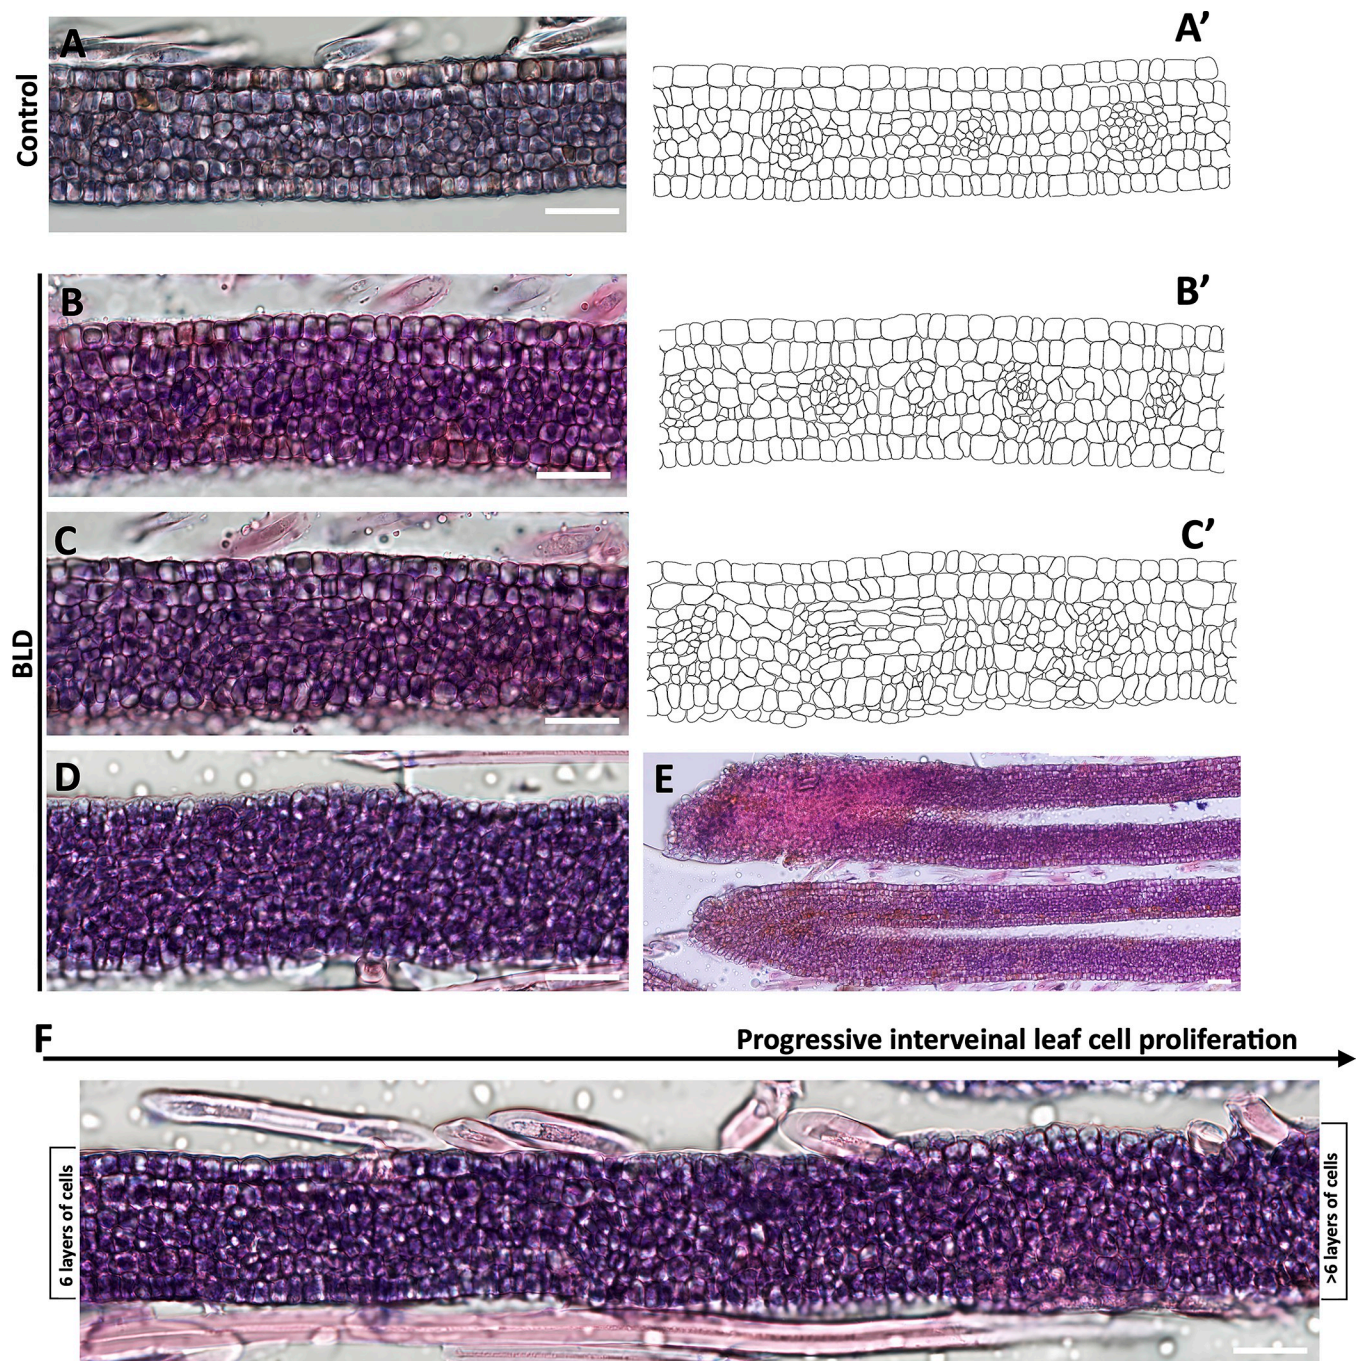 A
A’
Control
B
B’
C
C’
BLD
D
E
F
Progressive interveinal leaf cell proliferation
6 layers of cells
>6 layers of cells